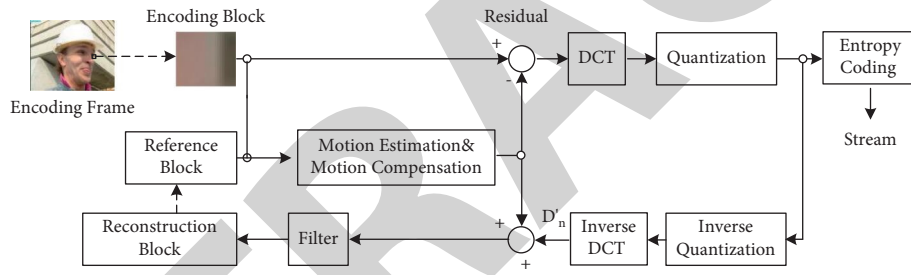 Encoding Block
Residual
Encoding Frame
+
-
DCT
Quantization
Entropy
Coding
Stream
Reference
Block
Motion Estimation&
Motion Compensation
Reconstruction
Block
Filter
+
+
D'n
Inverse
DCT
Inverse
Quantization